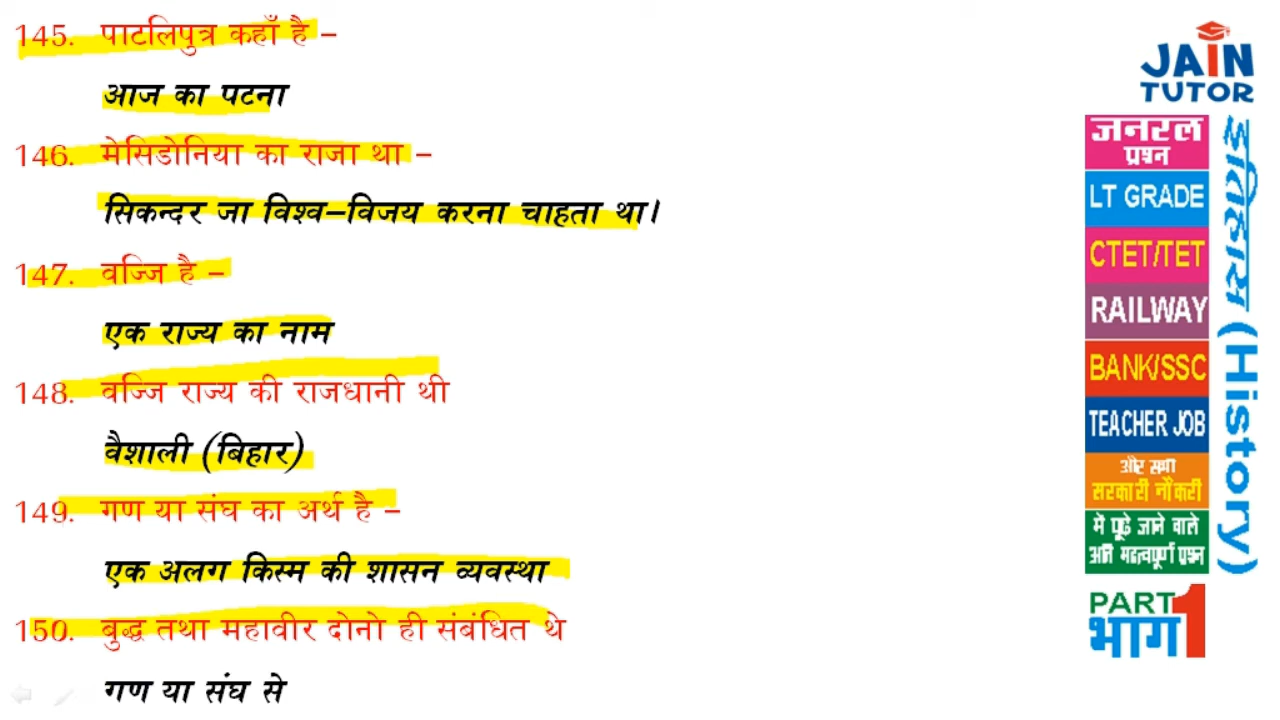 145. पाटलिपुत्र कहाँ है –
आज का पटना
146. मेसिडोनिया का राजा था –
सिकन्दर जा विश्व–विजय करना चाहता था।
147. वज्जि है –
एक राज्य का नाम
148. वज्जि राज्य की राजधानी थी
वैशाली (बिहार)
149. गण या संघ का अर्थ है –
एक अलग किस्म की शासन व्यवस्था
150. बुद्ध तथा महावीर दोनो ही संबंधित थे
गण या संघ से
JAIN
TUTOR
जनरल
प्रश्न
LT GRADE
CTET/TET
RAILWAY
BANK/SSC
TEACHER JOB
और सभी
सरकारी नौकरी
में पूछे जाने वाले
अति महत्वपूर्ण प्रश्न
PART 1
भाग
इतिहास (History)